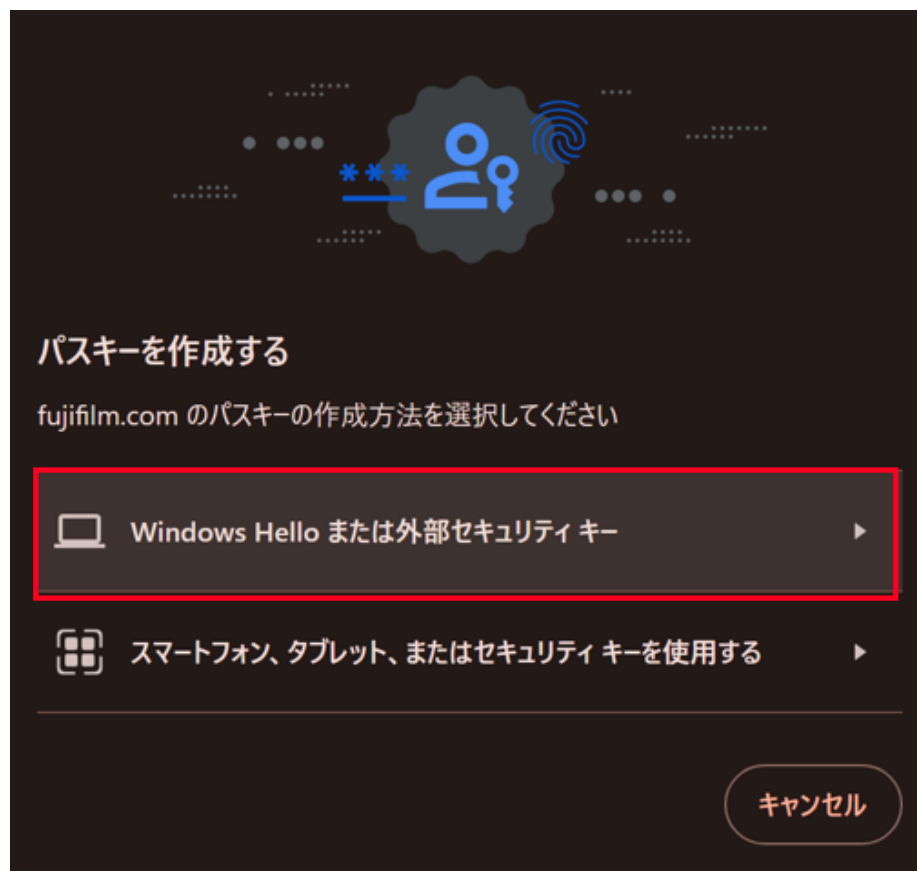 ***
パスキーを作成する
fujifilm.com のパスキーの作成方法を選択してください
Windows Hello または外部セキュリティ キー
スマートフォン、タブレット、またはセキュリティ キーを使用する
キャンセル